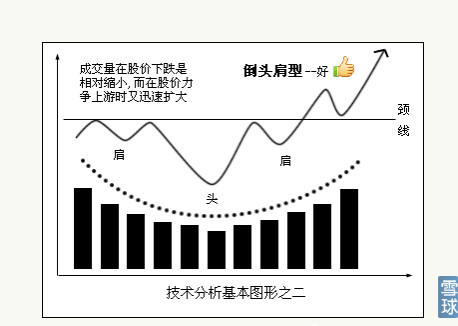 成交量在股价下跌是
相对缩小, 而在股价力
争上游时又迅速扩大
倒头肩型--好
颈
线
肩
肩
头
技术分析基本图形之二
雪
球